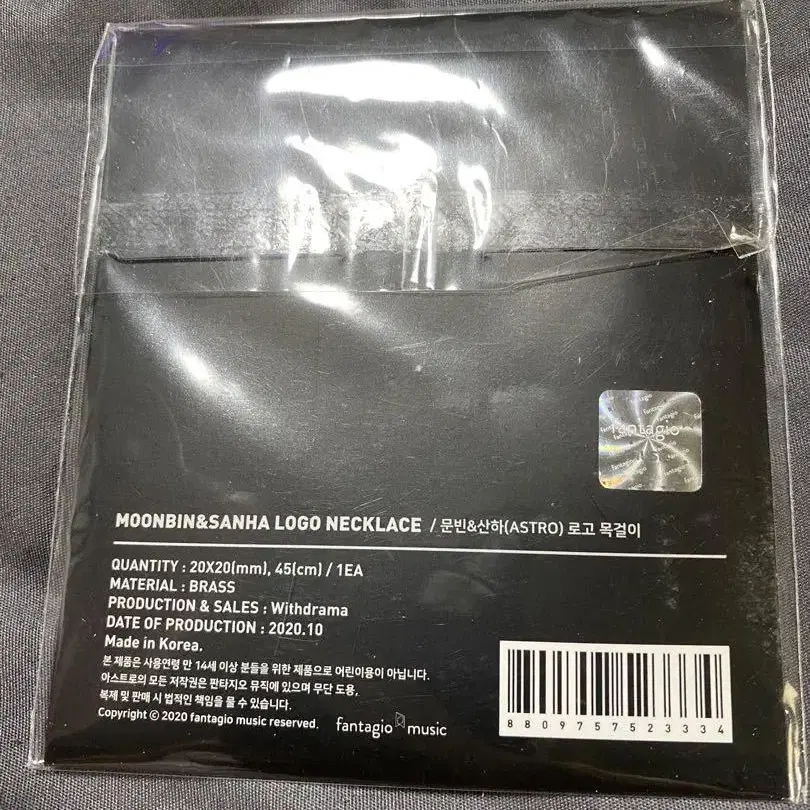 fantagio
MOONBIN&SANHA LOGO NECKLACE / 문빈&산하(ASTRO) 로고 목걸이
QUANTITY : 20X20(mm), 45(cm) / 1EA
MATERIAL : BRASS
PRODUCTION & SALES : Withdrama
DATE OF PRODUCTION : 2020.10
Made in Korea.
본 제품은 사용연령 만 14세 이상 분들을 위한 제품으로 어린이용이 아닙니다.
아스트로의 모든 저작권은 판타지오 뮤직에 있으며 무단 도용,
복제 및 판매 시 법적인 책임을 물 수 있습니다.
Copyright © 2020 fantagio music reserved.
fantagio music
8809757523334